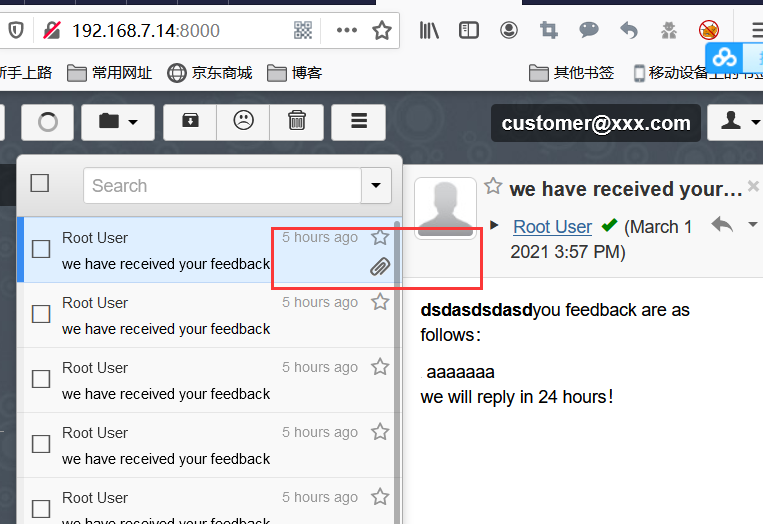 192.168.7.14:8000
新手上路 常用网址 京东商城 博客 其他书签 移动设备上的书签
customer@xxx.com
Search
Root User 5 hours ago
we have received your feedback
Root User 5 hours ago
we have received your feedback
Root User 5 hours ago
we have received your feedback
Root User 5 hours ago
we have received your feedback
Root User 5 hours ago
we have received your feedback
we have received your…
Root User (March 1
2021 3:57 PM)
dsdasdsdasdyou feedback are as
follows：
aaaaaaa
we will reply in 24 hours！